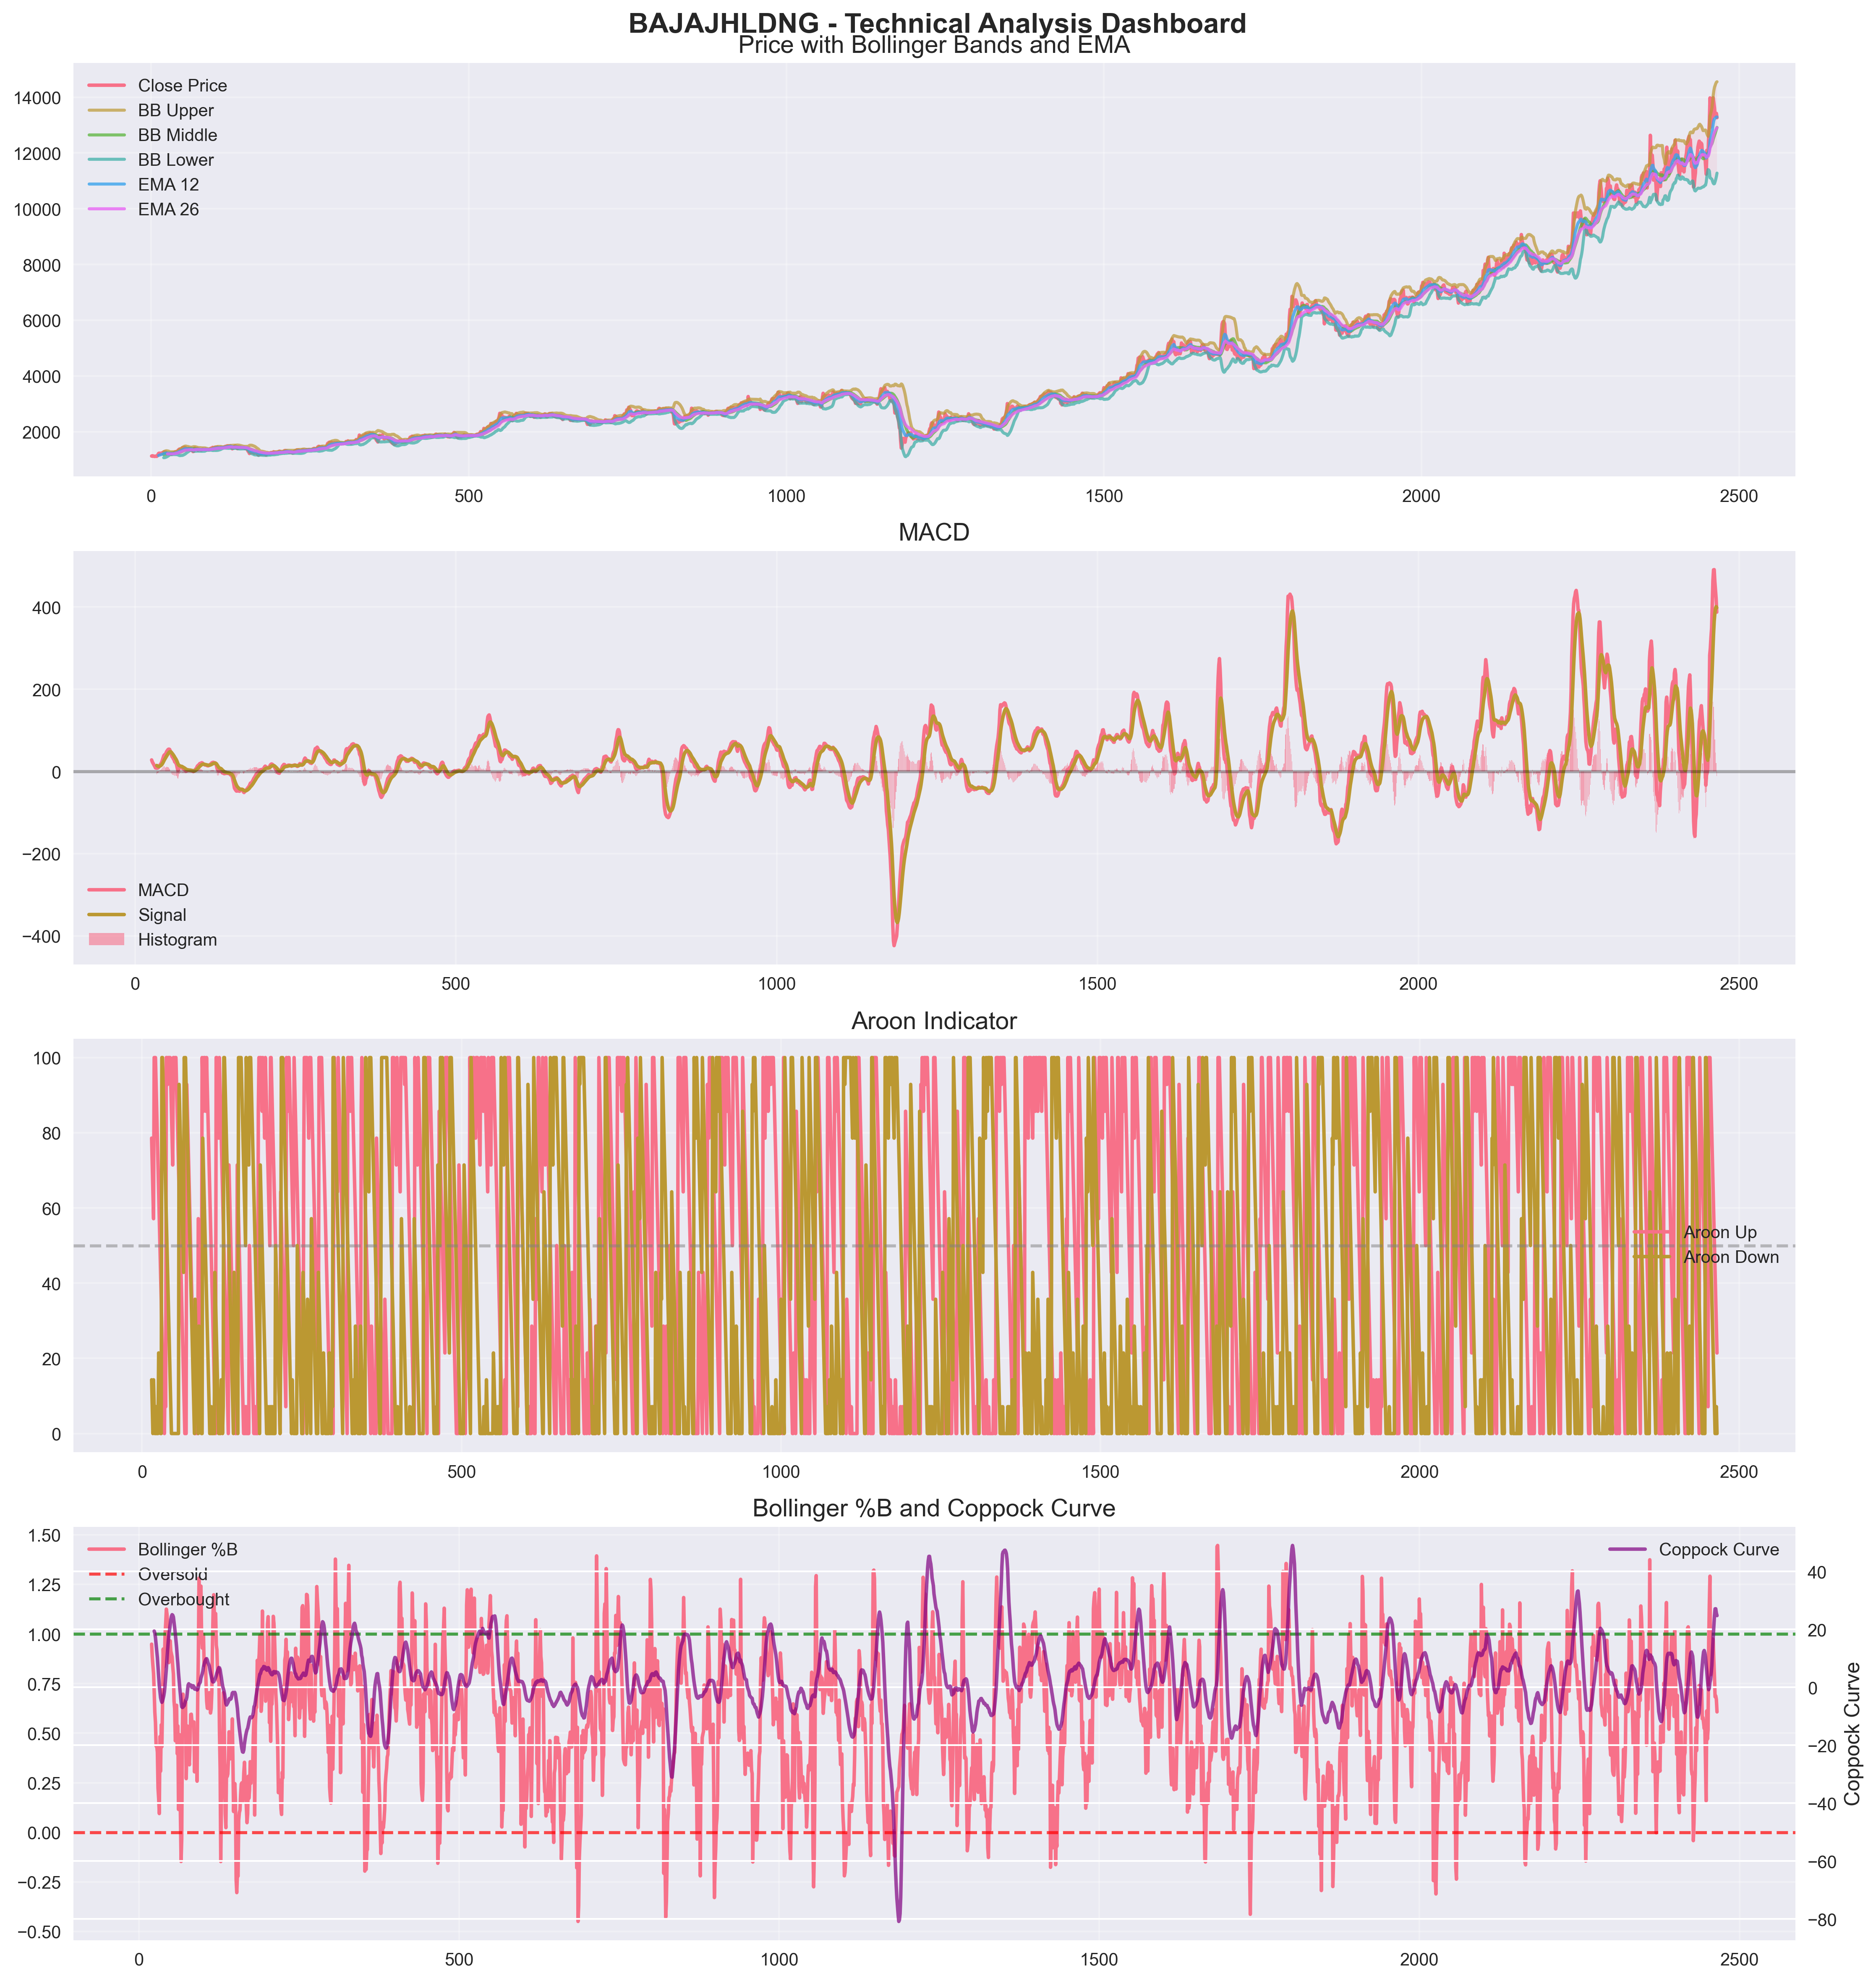 BAJAJHLDNG - Technical Analysis Dashboard
Price with Bollinger Bands and EMA
Close Price
BB Upper
BB Middle
BB Lower
EMA 12
EMA 26
14000
12000
10000
8000
6000
4000
2000
0 500 1000 1500 2000 2500
MACD
400
200
0
−200
−400
MACD
Signal
Histogram
0 500 1000 1500 2000 2500
Aroon Indicator
100
80
60
40
20
0
Aroon Up
Aroon Down
0 500 1000 1500 2000 2500
Bollinger %B and Coppock Curve
1.50
1.25
1.00
0.75
0.50
0.25
0.00
−0.25
−0.50
Bollinger %B
Oversold
Overbought
Coppock Curve
40
20
0
−20
−40
−60
−80
Coppock Curve
0 500 1000 1500 2000 2500